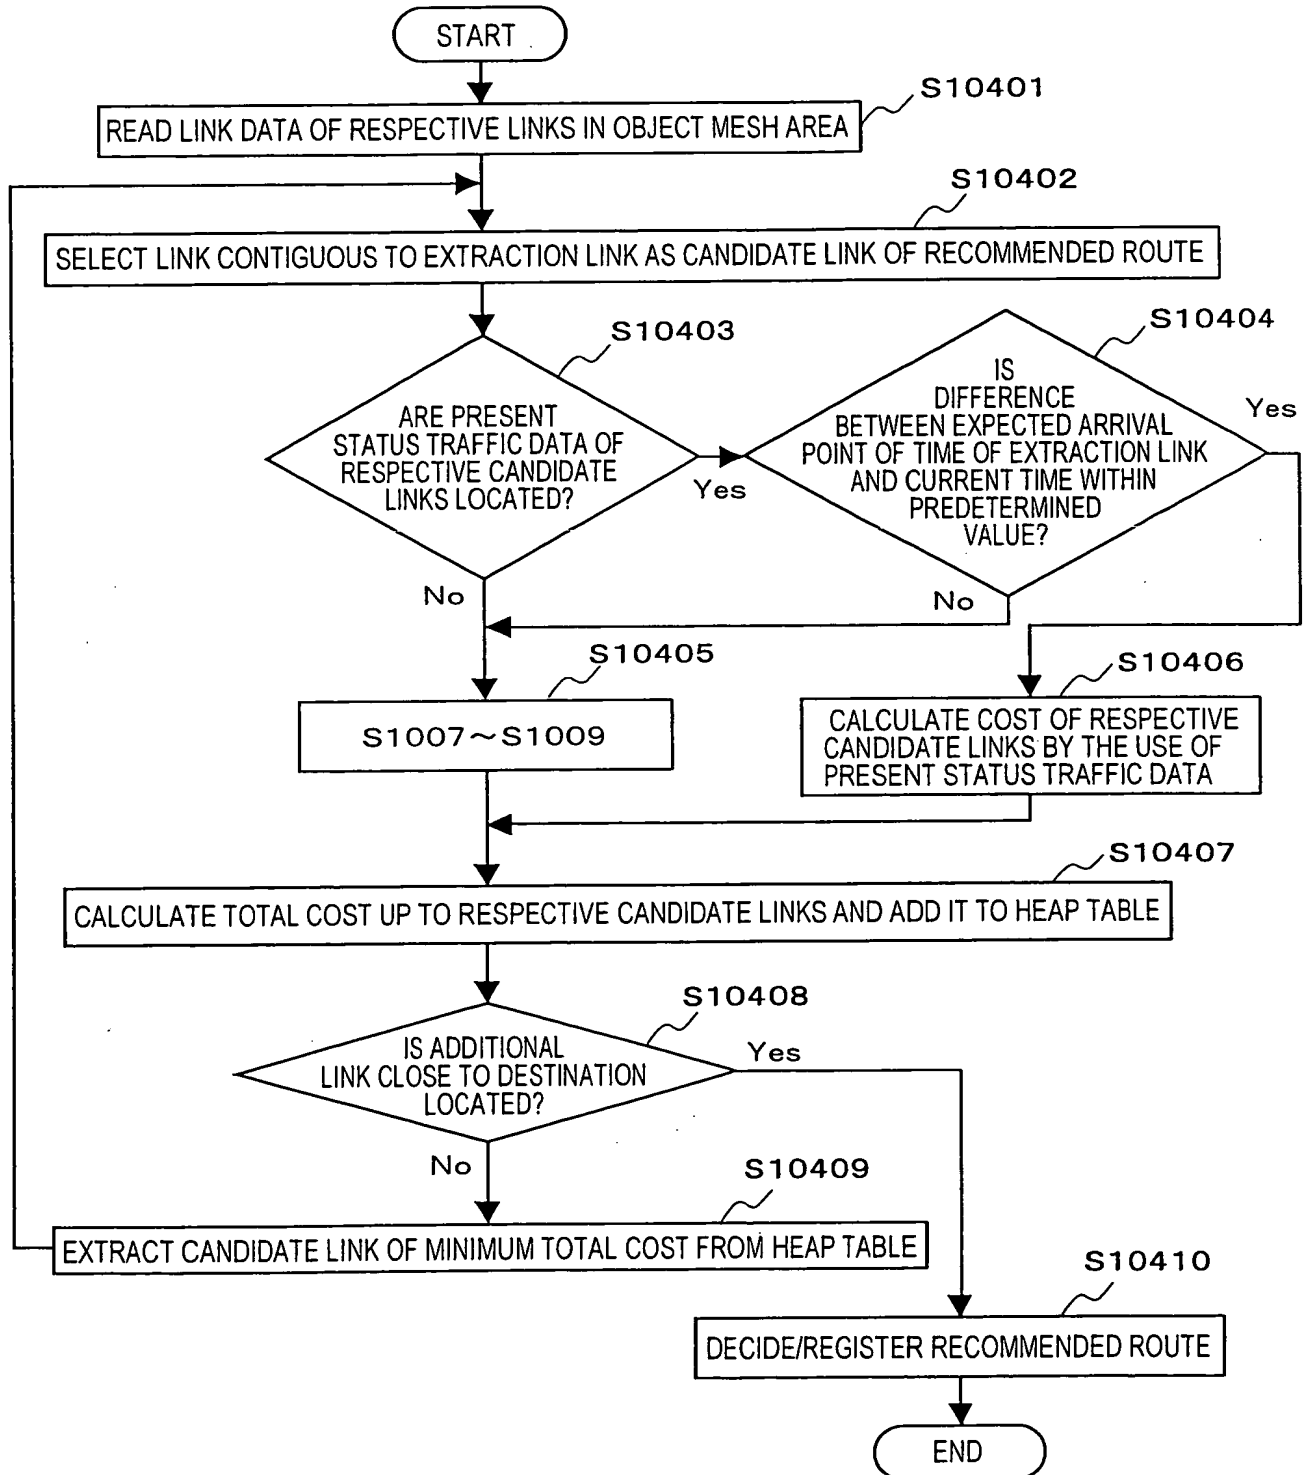 START
S10401
READ LINK DATA OF RESPECTIVE LINKS IN OBJECT MESH AREA
S10402
SELECT LINK CONTIGUOUS TO EXTRACTION LINK AS CANDIDATE LINK OF RECOMMENDED ROUTE
S10403
ARE PRESENT
STATUS TRAFFIC DATA OF
RESPECTIVE CANDIDATE
LINKS LOCATED?
Yes
No
S10404
IS
DIFFERENCE
BETWEEN EXPECTED ARRIVAL
POINT OF TIME OF EXTRACTION LINK
AND CURRENT TIME WITHIN
PREDETERMINED
VALUE?
Yes
No
S10405
S1007～S1009
S10406
CALCULATE COST OF RESPECTIVE
CANDIDATE LINKS BY THE USE OF
PRESENT STATUS TRAFFIC DATA
S10407
CALCULATE TOTAL COST UP TO RESPECTIVE CANDIDATE LINKS AND ADD IT TO HEAP TABLE
S10408
IS ADDITIONAL
LINK CLOSE TO DESTINATION
LOCATED?
Yes
No
S10409
EXTRACT CANDIDATE LINK OF MINIMUM TOTAL COST FROM HEAP TABLE
S10410
DECIDE/REGISTER RECOMMENDED ROUTE
END